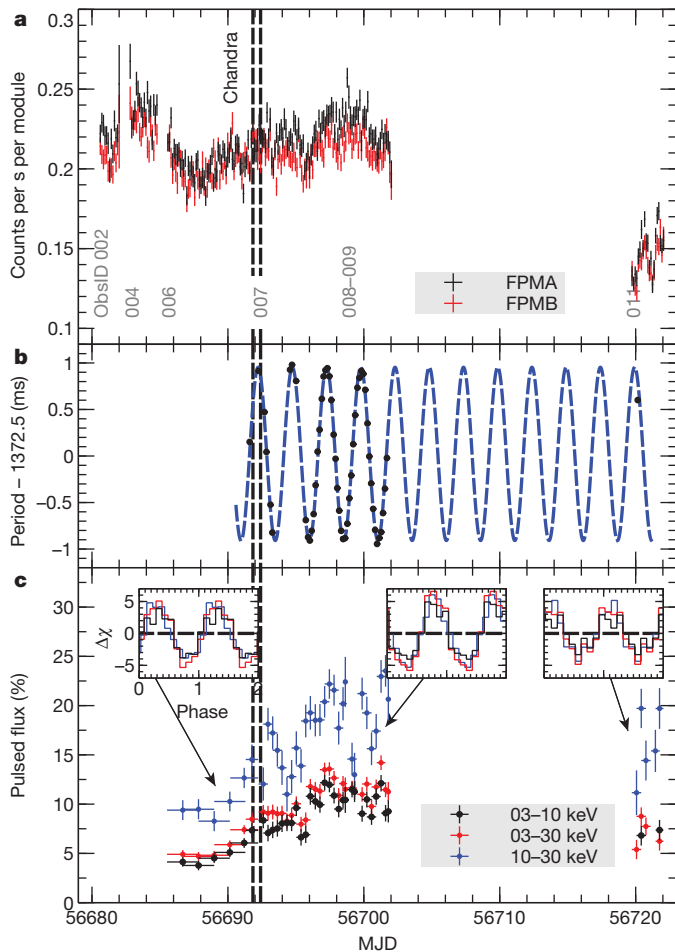 a
0.3
0.25
0.2
0.15
0.1
Counts per s per module
Chandra
ObsID 002
004
006
007
008–009
011
FPMA
FPMB
b
1
0.5
0
−0.5
−1
Period − 1372.5 (ms)
c
30
25
20
15
10
5
0
Pulsed flux (%)
5
0
−5
Δχ
0
1
2
Phase
03–10 keV
03–30 keV
10–30 keV
56680
56690
56700
56710
56720
MJD